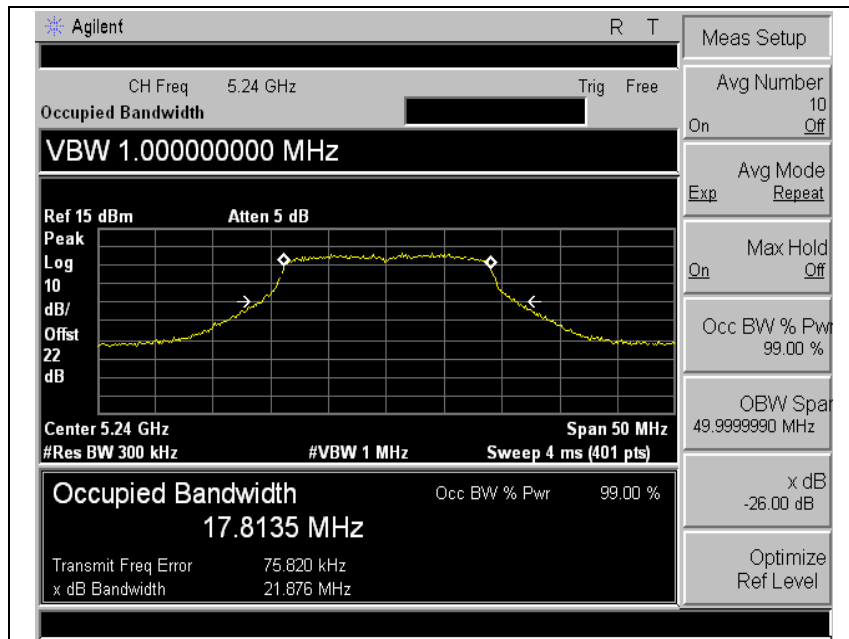 Agilent R T
CH Freq 5.24 GHz Trig Free
Occupied Bandwidth
VBW 1.000000000 MHz
Ref 15 dBm Atten 5 dB
Peak
Log
10
dB/
Offst
22
dB
Center 5.24 GHz Span 50 MHz
#Res BW 300 kHz #VBW 1 MHz Sweep 4 ms (401 pts)
Occupied Bandwidth Occ BW % Pwr 99.00 %
17.8135 MHz
Transmit Freq Error 75.820 kHz
x dB Bandwidth 21.876 MHz
Meas Setup
Avg Number
10
On Off
Avg Mode
Exp Repeat
Max Hold
On Off
Occ BW % Pwr
99.00 %
OBW Span
49.9999990 MHz
x dB
-26.00 dB
Optimize
Ref Level